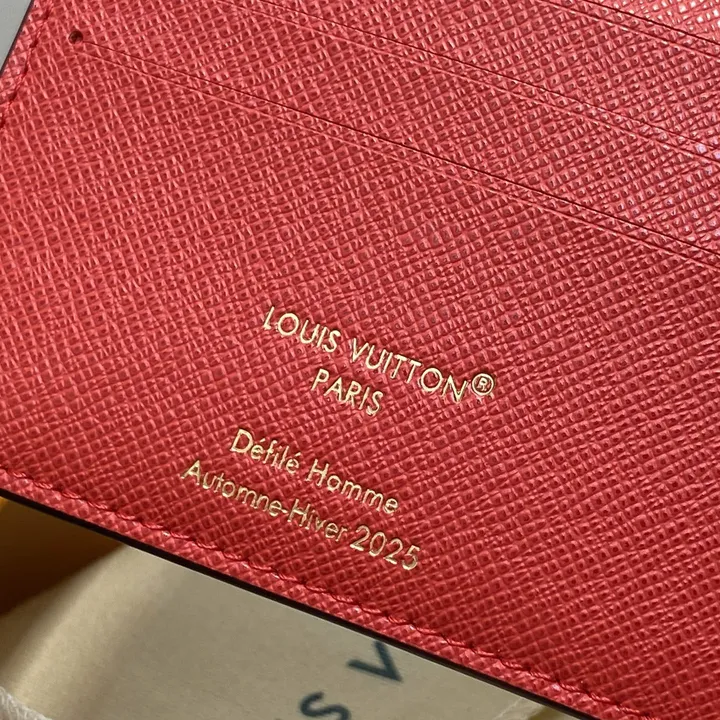 LOUIS VUITTON®
PARIS
Défilé Homme
Automne-Hiver 2025
S V